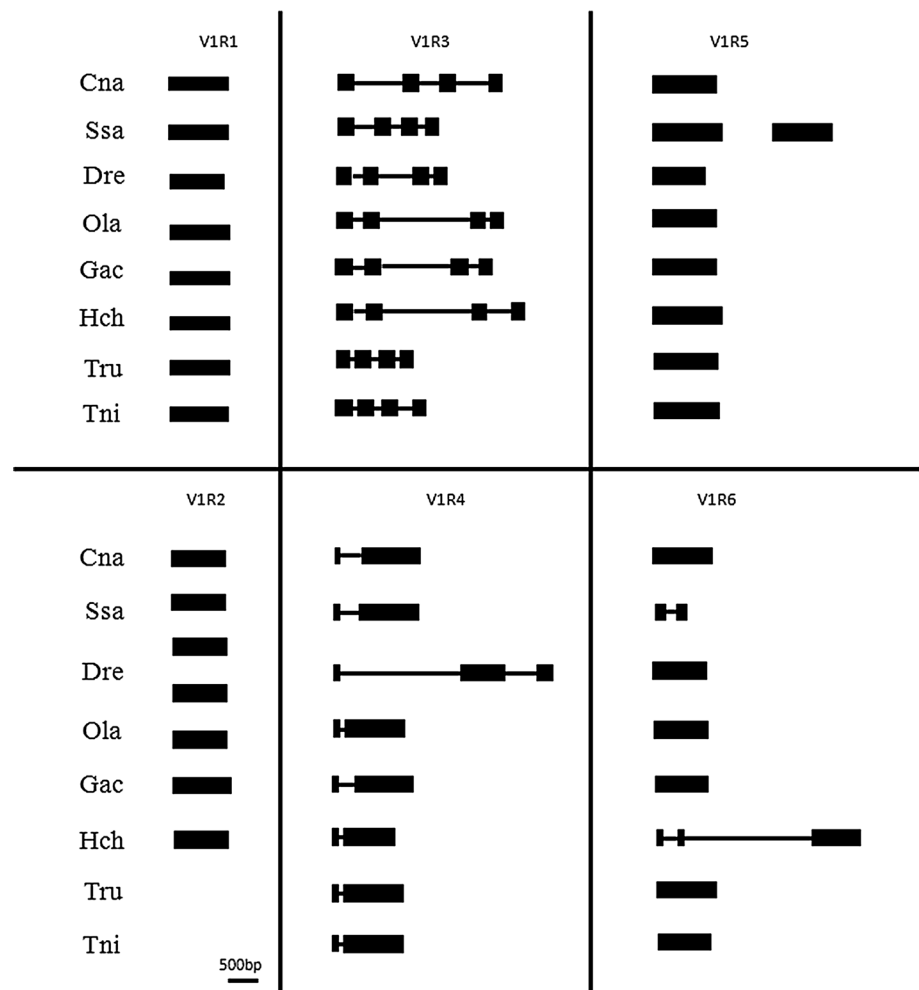 V1R1 V1R3 V1R5
Cna
Ssa
Dre
Ola
Gac
Hch
Tru
Tni
V1R2 V1R4 V1R6
Cna
Ssa
Dre
Ola
Gac
Hch
Tru
Tni
500bp